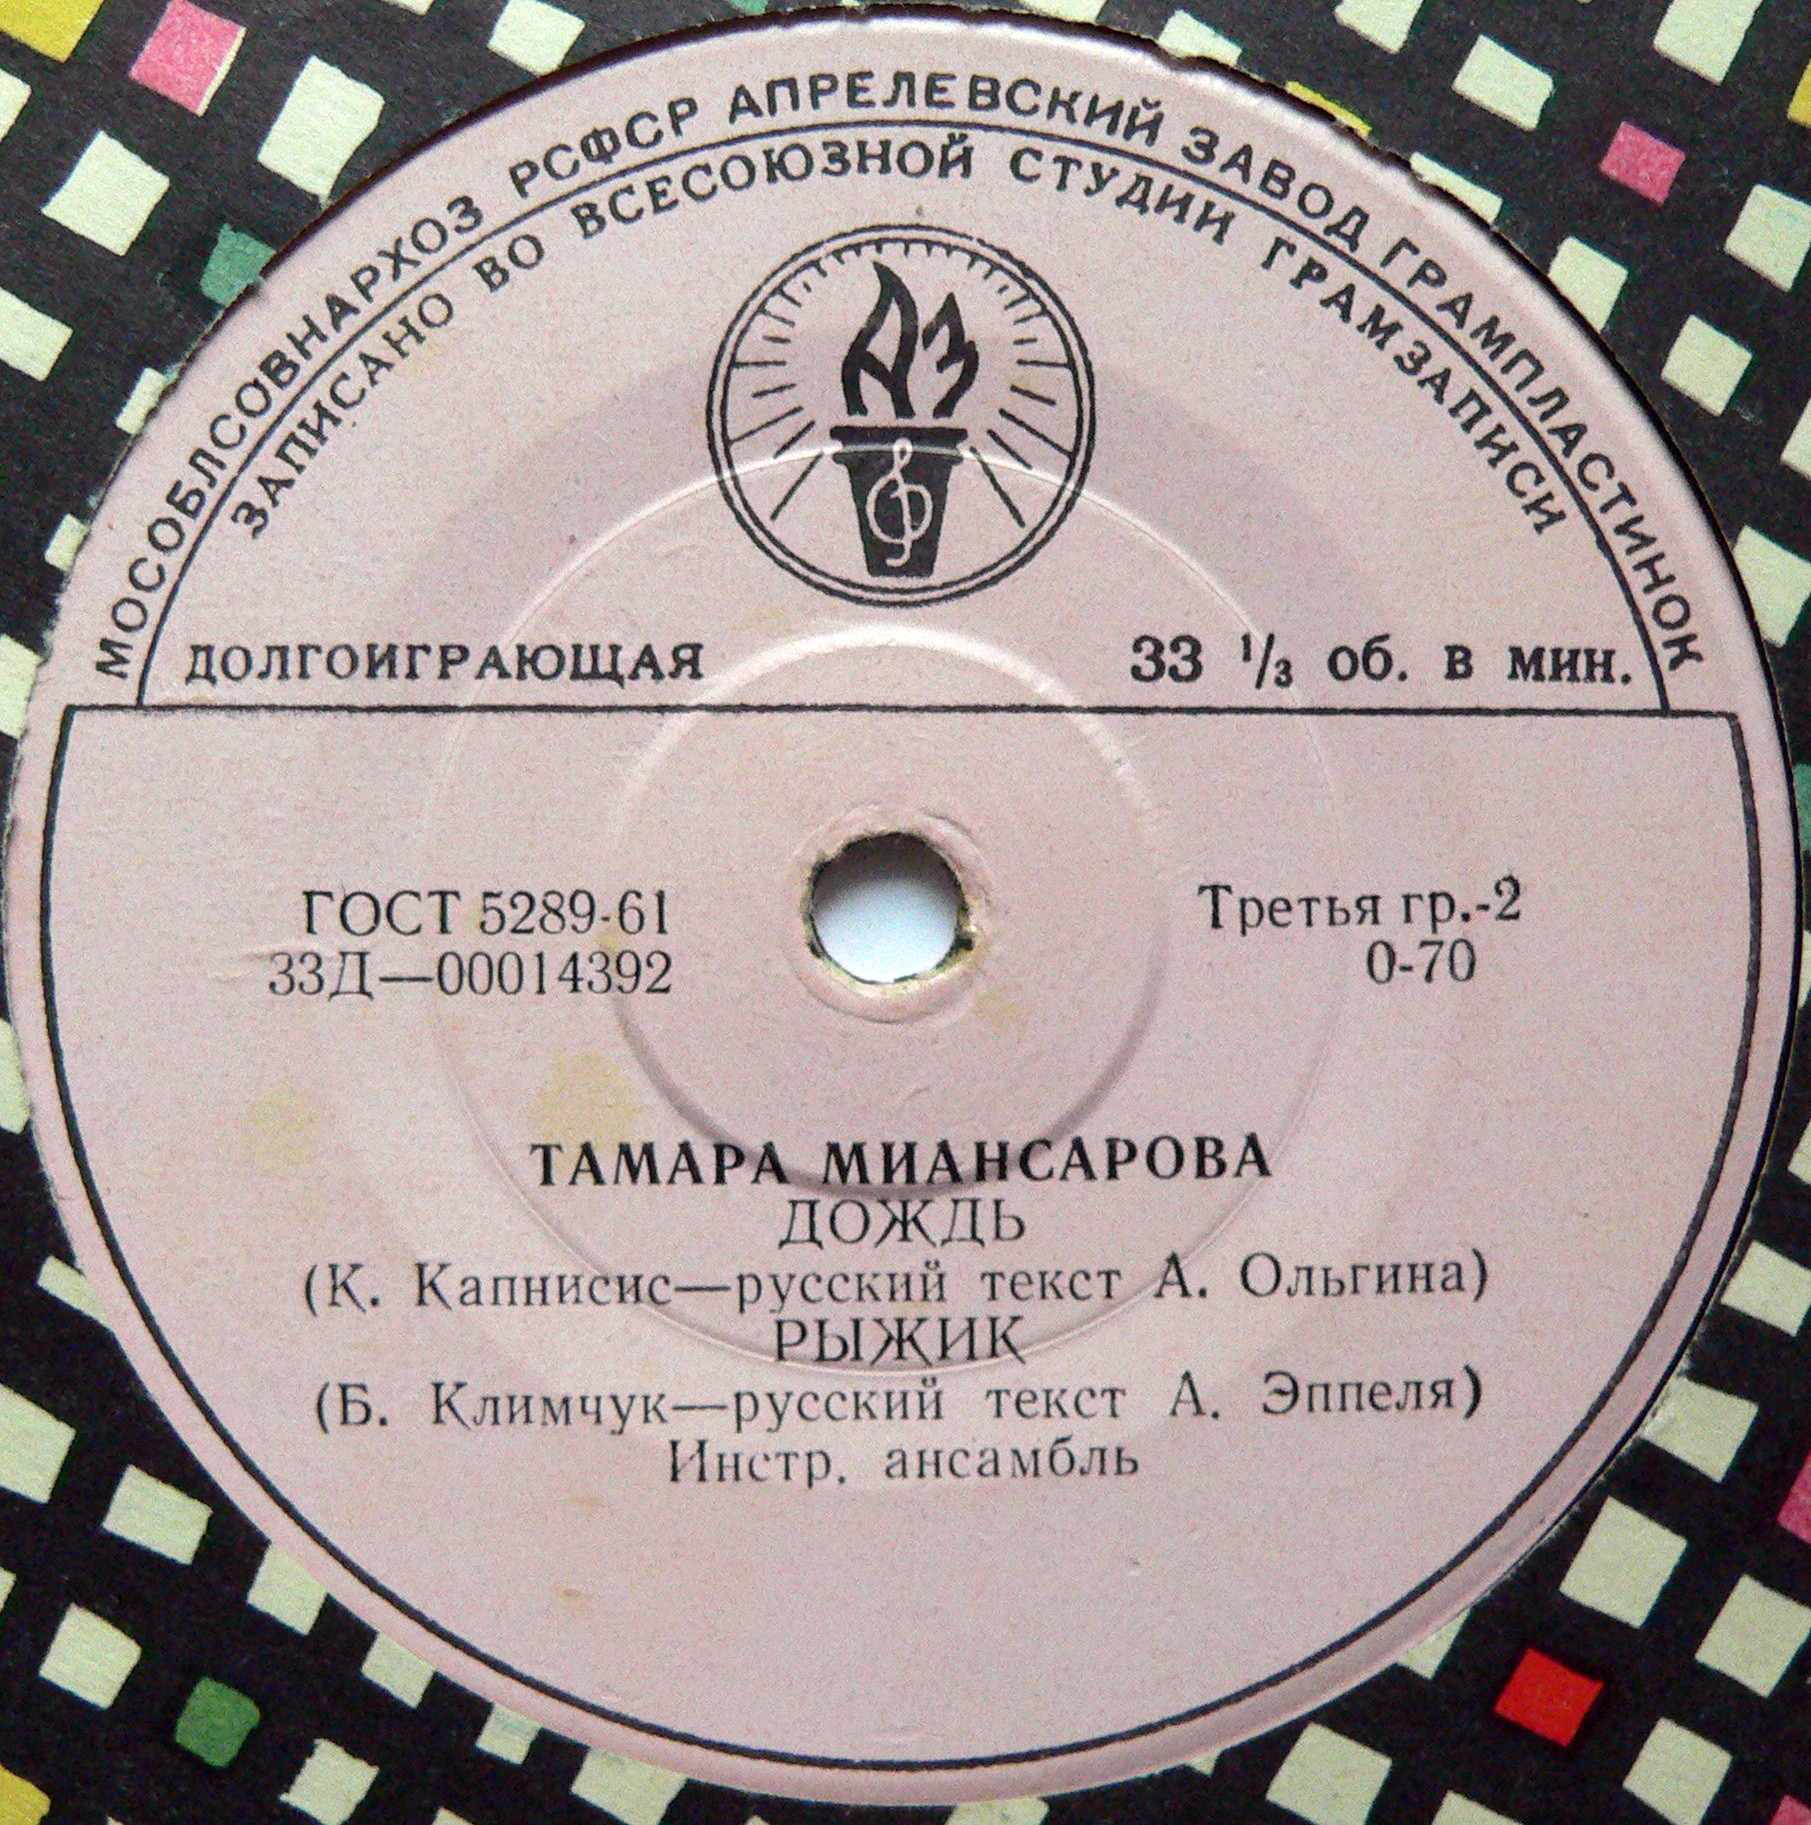 МОСОБЛСОВНАРХОЗ РСФСР АПРЕЛЕВСКИЙ ЗАВОД ГРАМПЛАСТИНОК
ЗАПИСАНО ВО ВСЕСОЮЗНОЙ СТУДИИ ГРАМЗАПИСИ
АЗ
ДОЛГОИГРАЮЩАЯ 33 1/3 об. в мин.
ГОСТ 5289-61 Третья гр.-2
33Д—00014392 0-70
ТАМАРА МИАНСАРОВА
ДОЖДЬ
(К. Капнисис—русский текст А. Ольгина)
РЫЖИК
(Б. Климчук—русский текст А. Эппеля)
Инстр. ансамбль